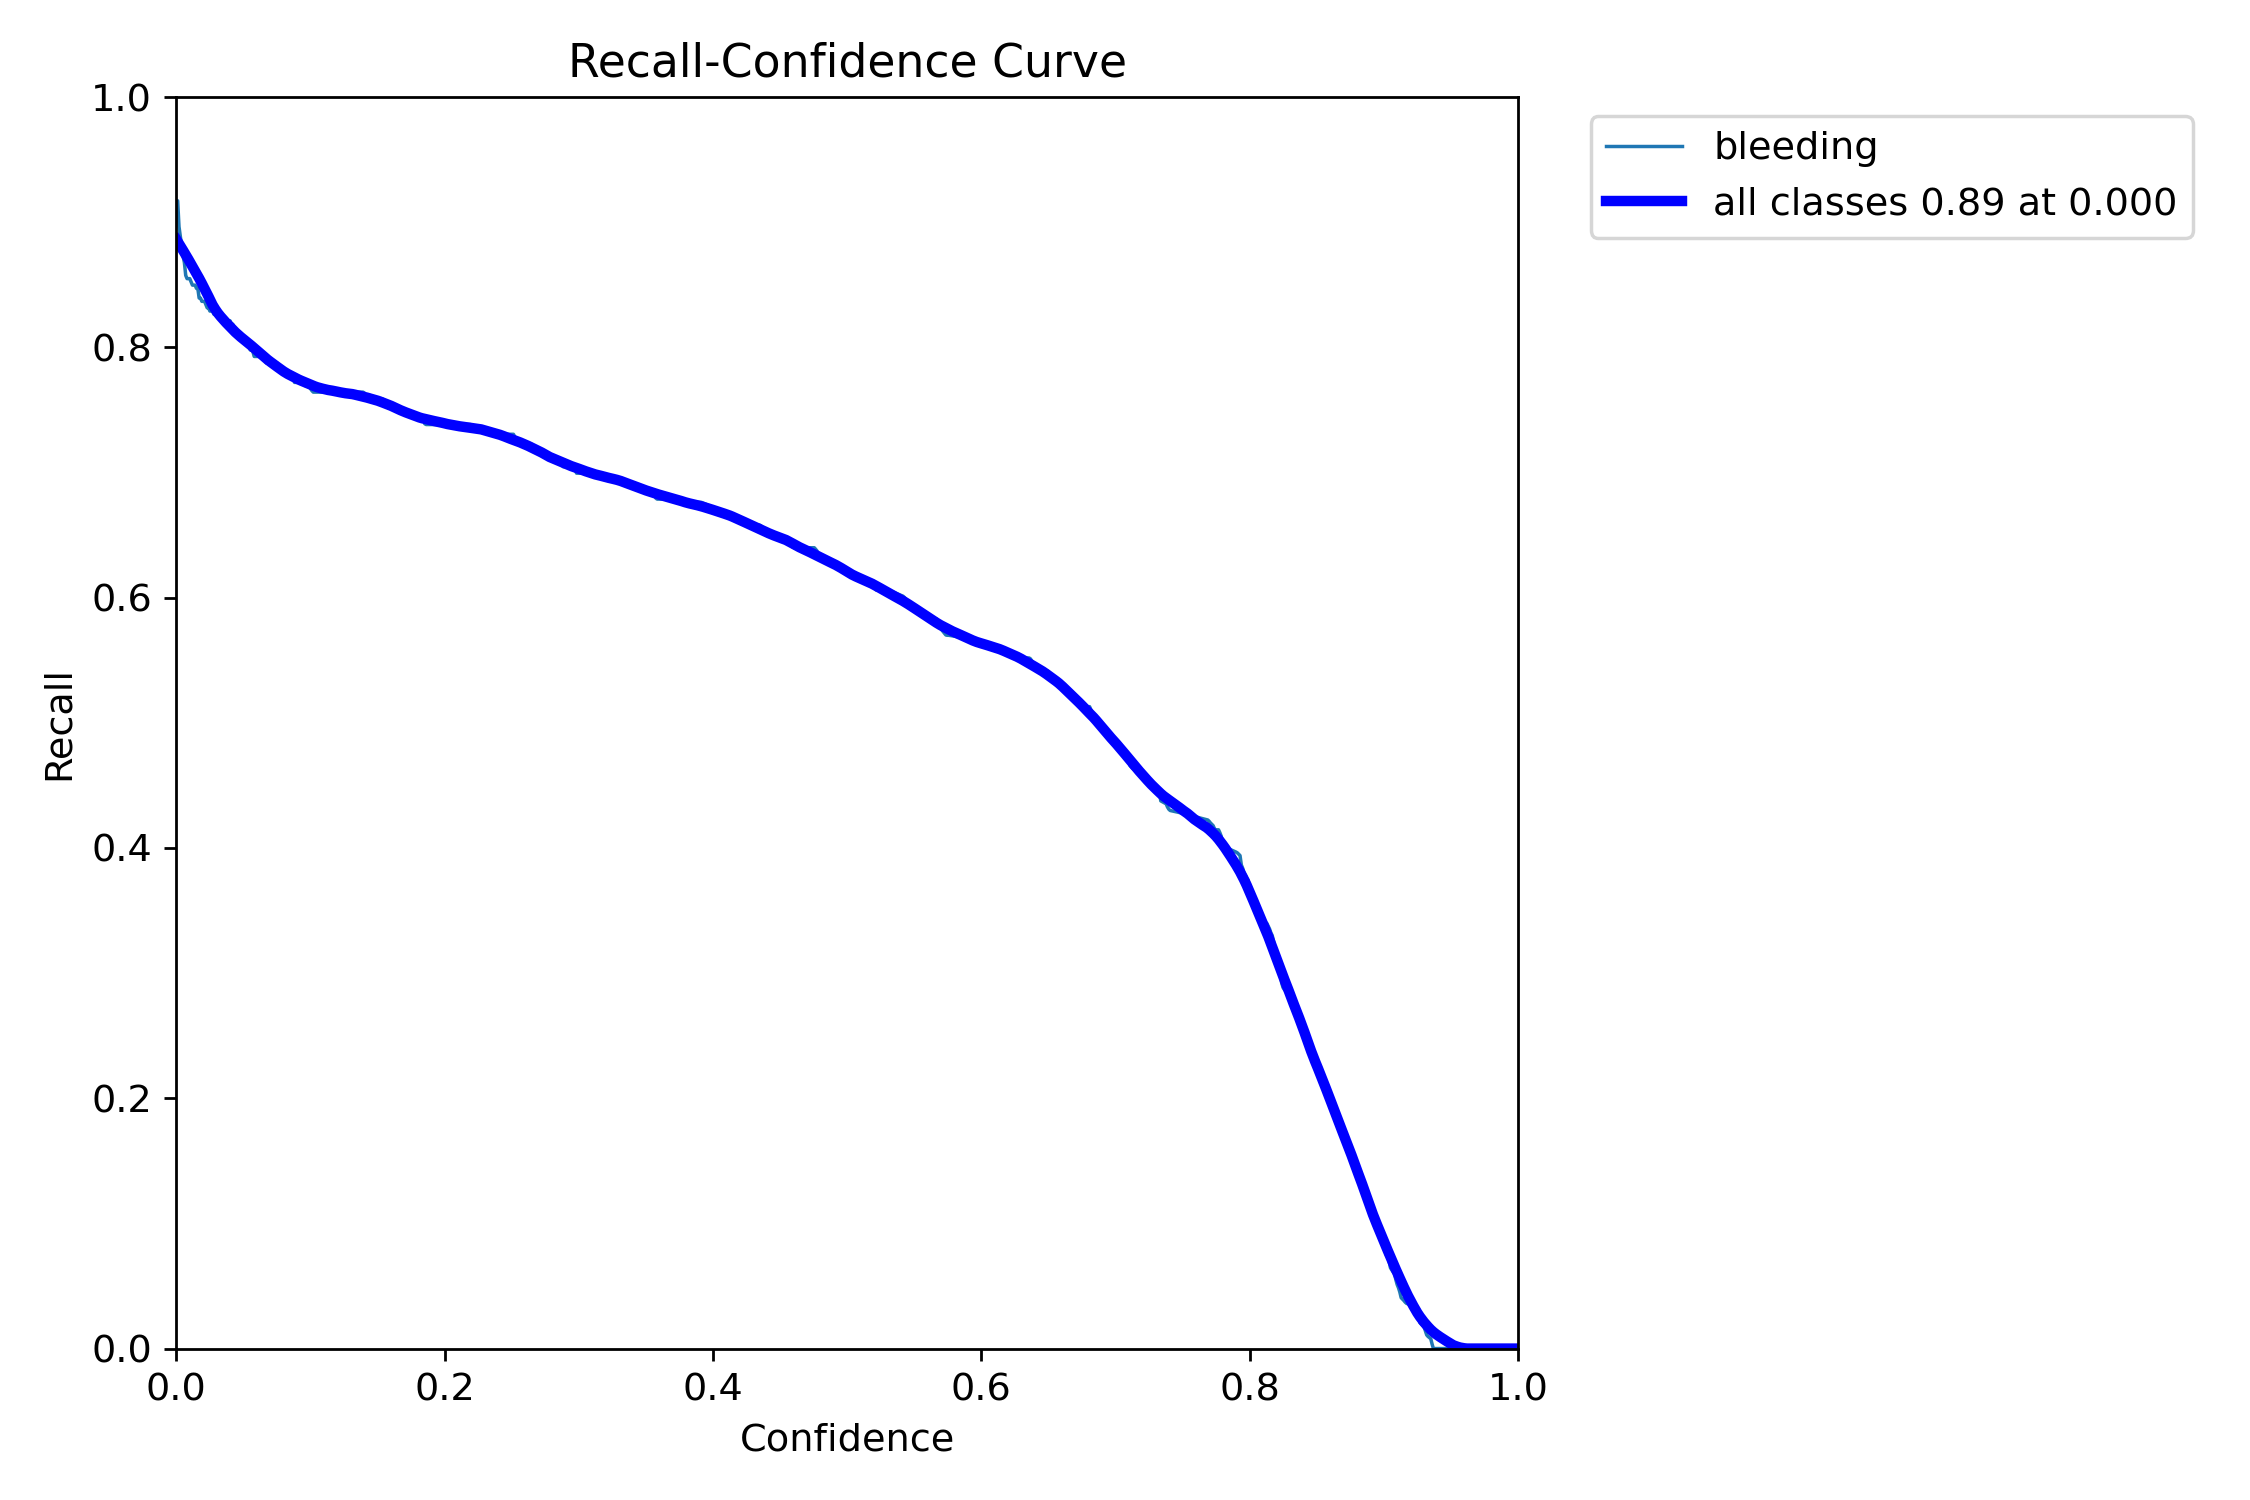 Recall-Confidence Curve
1.0
0.8
0.6
0.4
0.2
0.0
Recall
0.0 0.2 0.4 0.6 0.8 1.0
Confidence
bleeding
all classes 0.89 at 0.000